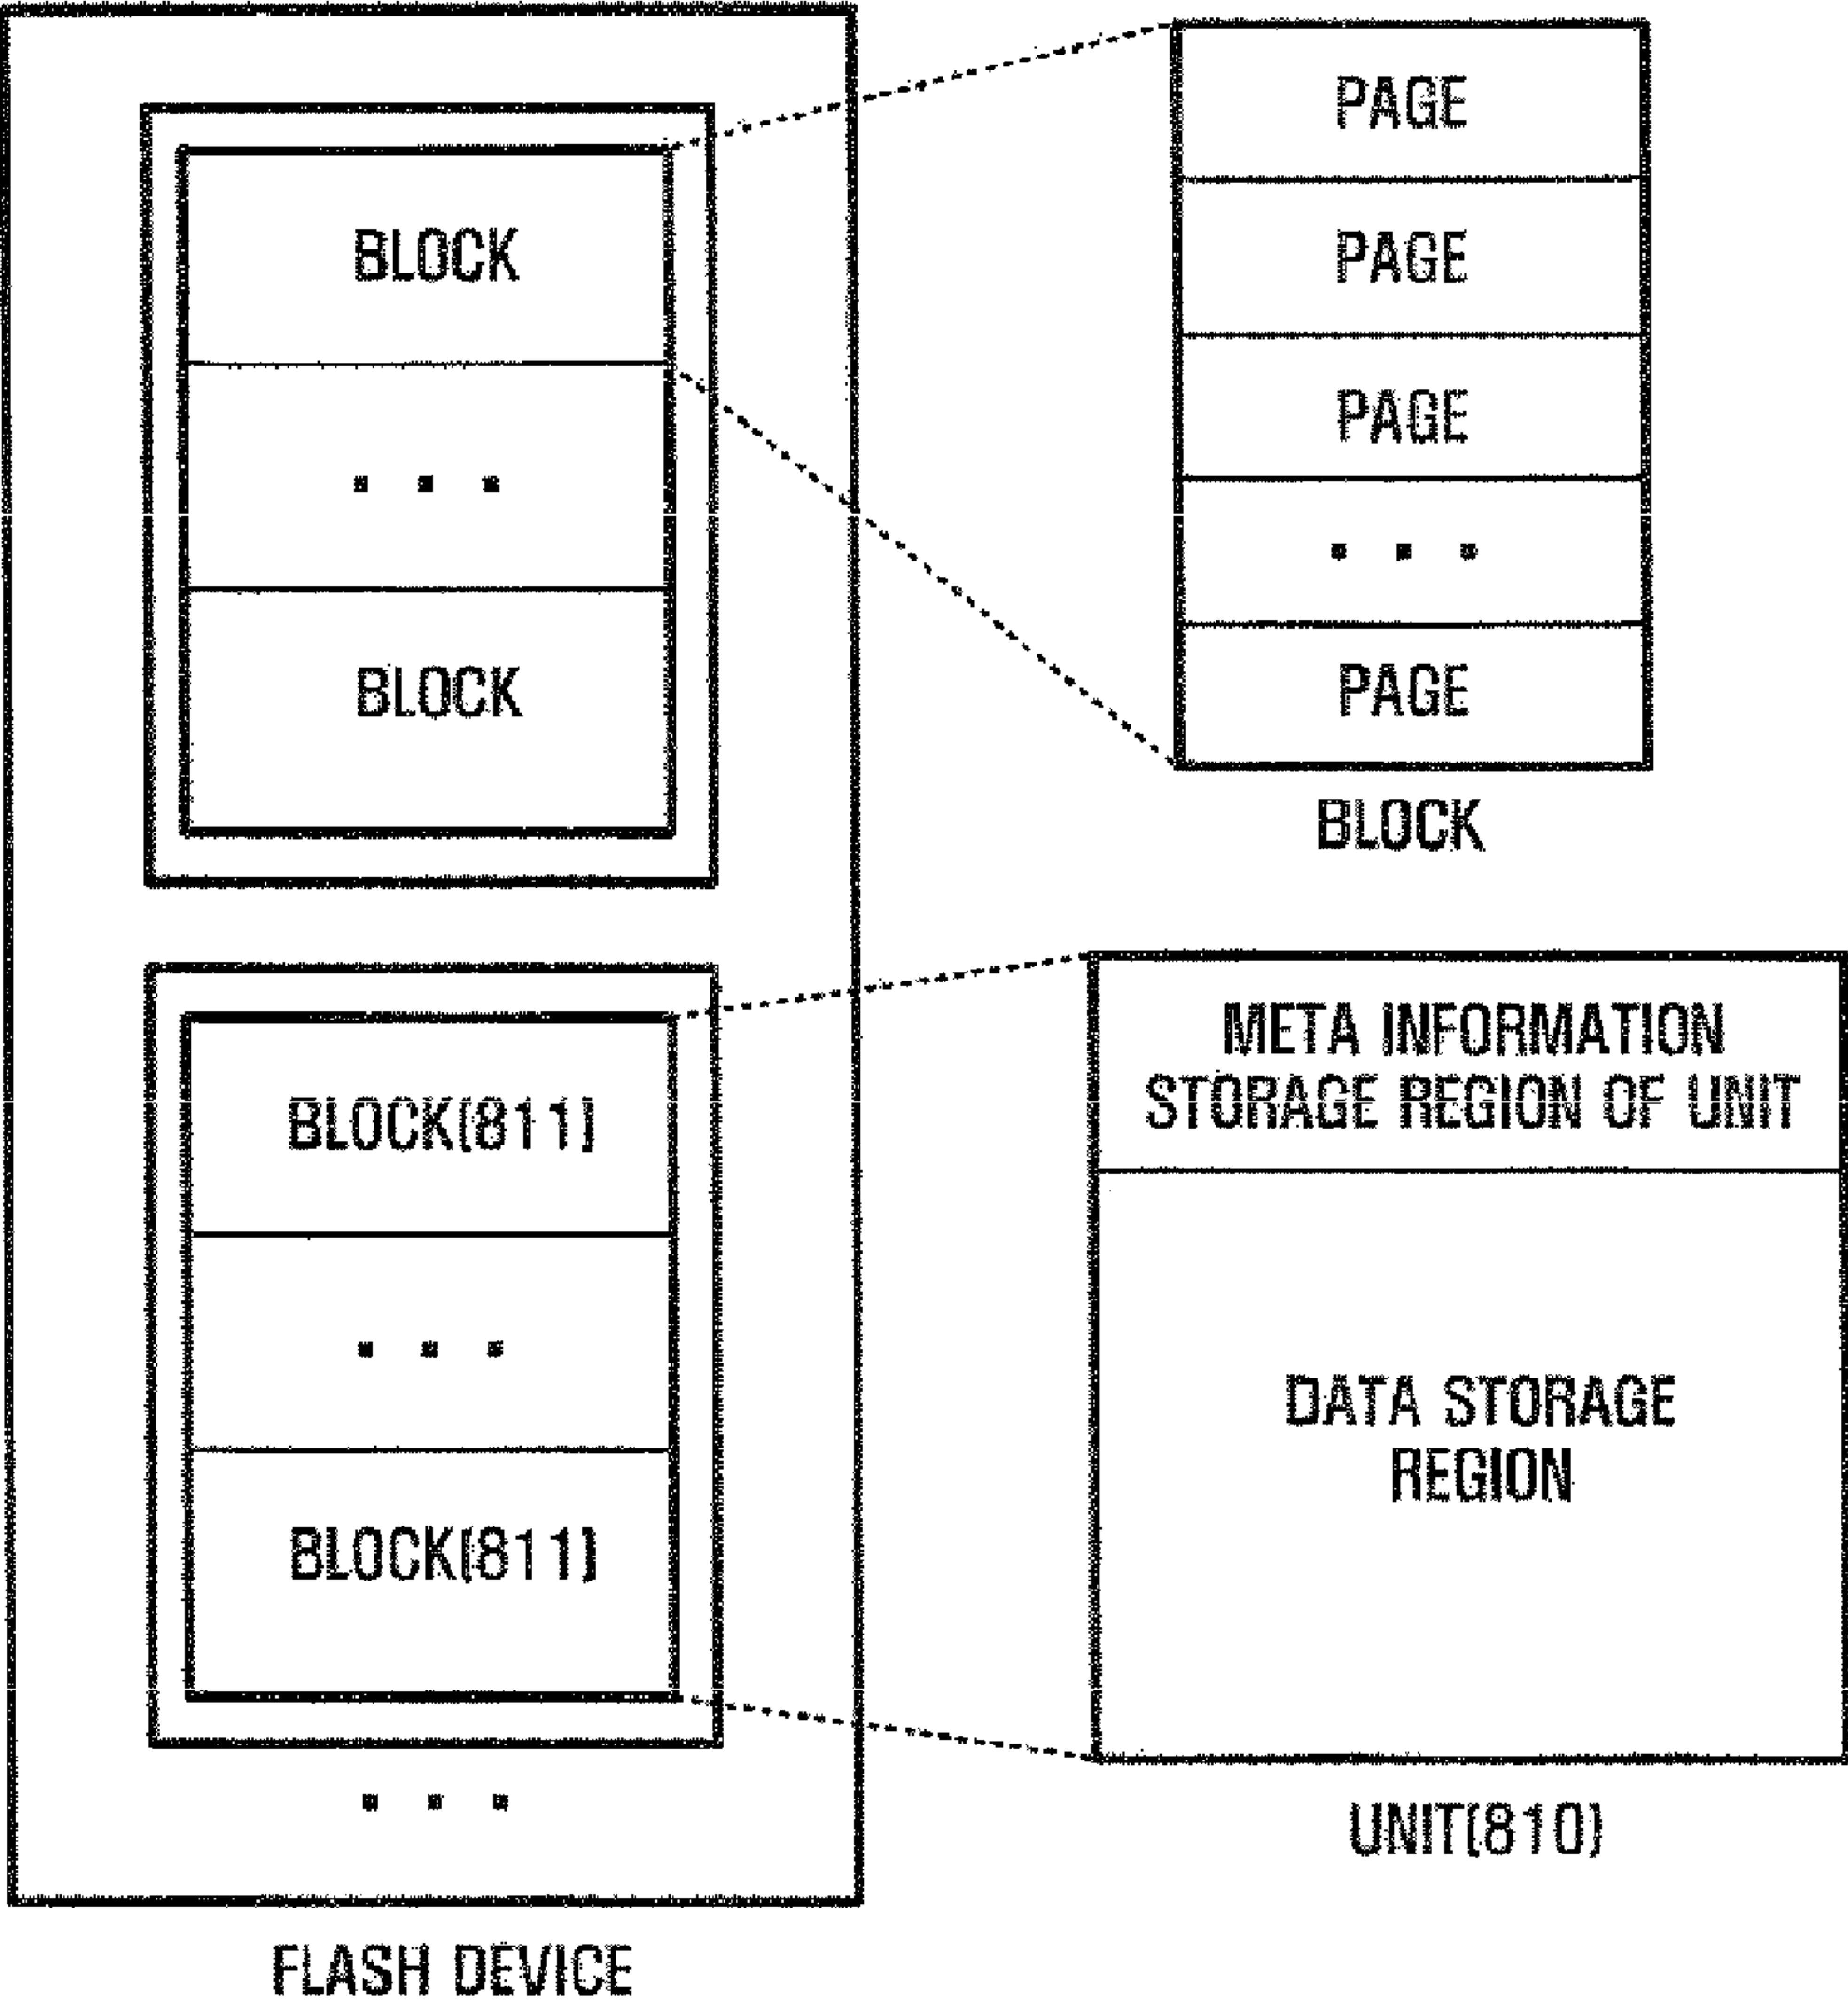 BLOCK
. . .
BLOCK
PAGE
PAGE
PAGE
. . .
PAGE
BLOCK
BLOCK(811)
. . .
BLOCK(811)
. . .
FLASH DEVICE
META INFORMATION
STORAGE REGION OF UNIT
DATA STORAGE
REGION
UNIT(810)